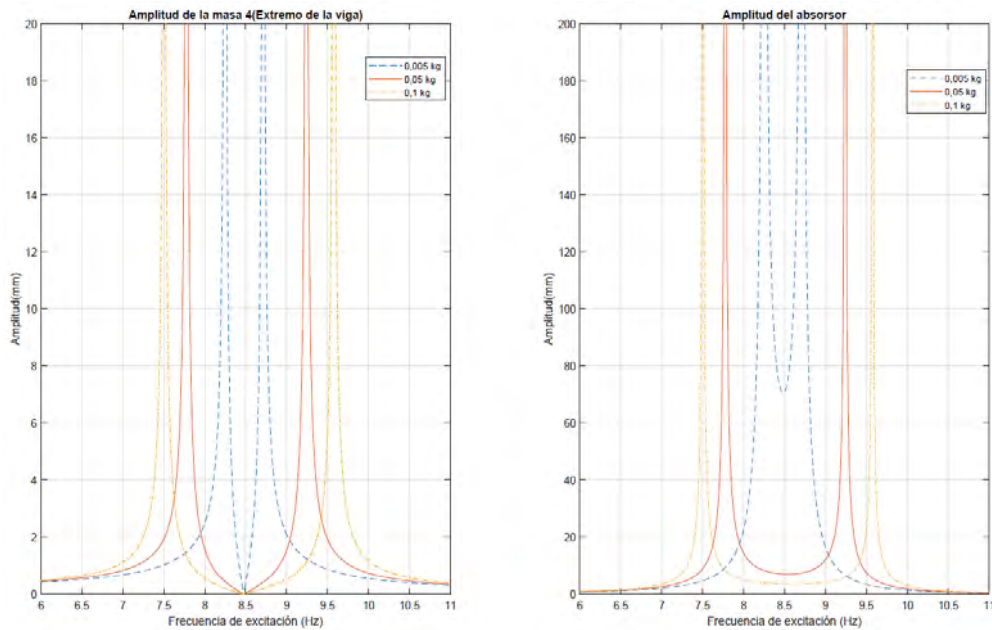 Amplitud de la masa 4(Extremo de la viga)
20
18
16
14
12
10
8
6
4
2
0
Amplitud(mm)
0,005 kg
0,05 kg
0,1 kg
6 6.5 7 7.5 8 8.5 9 9.5 10 10.5 11
Frecuencia de excitación (Hz)
Amplitud del absorsor
200
180
160
140
120
100
80
60
40
20
0
Amplitud(mm)
0,005 kg
0,05 kg
0,1 kg
6 6.5 7 7.5 8 8.5 9 9.5 10 10.5 11
Frecuencia de excitación (Hz)